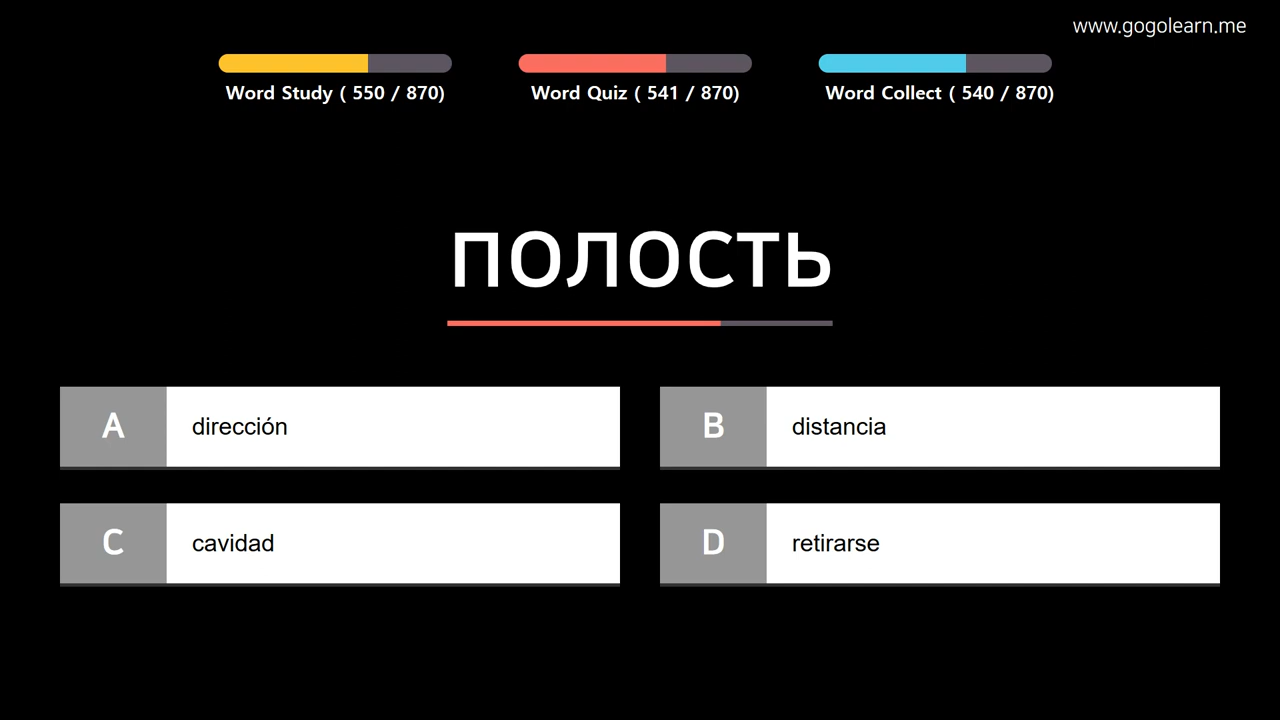 www.gogolearn.me
Word Study ( 550 / 870)
Word Quiz ( 541 / 870)
Word Collect ( 540 / 870)
полость
A dirección
B distancia
C cavidad
D retirarse